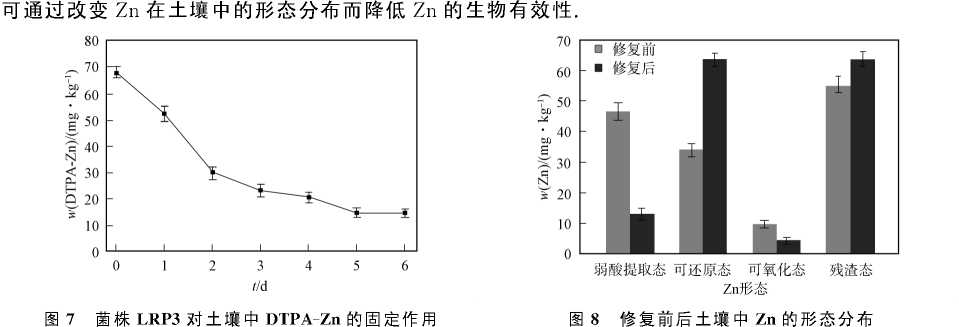 可通过改变 Zn 在土壤中的形态分布而降低 Zn 的生物有效性.
80
70
60
50
40
30
20
10
0
w(DTPA-Zn)/(mg·kg⁻¹)
0 1 2 3 4 5 6
t/d
图 7 菌株 LRP3 对土壤中 DTPA-Zn 的固定作用
70
60
50
40
30
20
10
0
w(Zn)/(mg·kg⁻¹)
修复前
修复后
弱酸提取态 可还原态 可氧化态 残渣态
Zn形态
图 8 修复前后土壤中 Zn 的形态分布